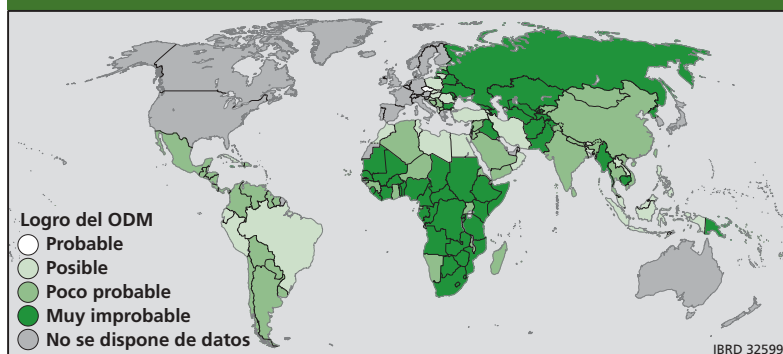 Logro del ODM
Probable
Posible
Poco probable
Muy improbable
No se dispone de datos
IBRD 32599